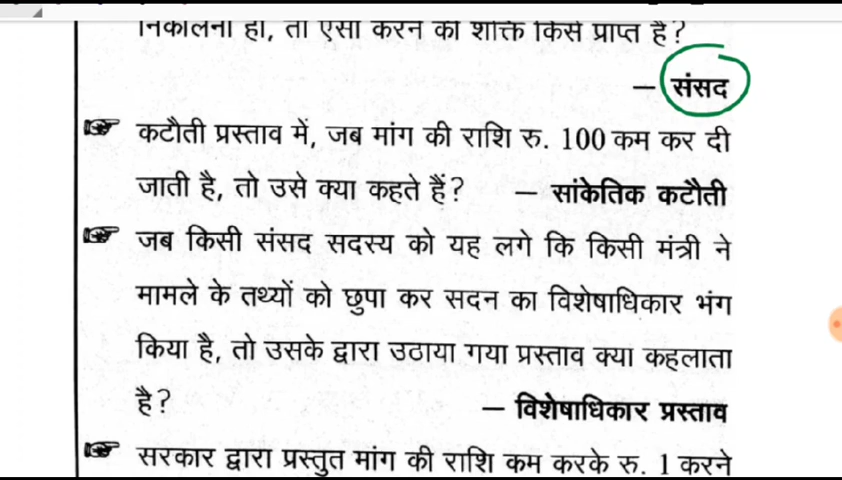 निकालना हो, तो ऐसा करने की शक्ति किसे प्राप्त है?
— संसद
कटौती प्रस्ताव में, जब मांग की राशि रु. 100 कम कर दी
जाती है, तो उसे क्या कहते हैं? — सांकेतिक कटौती
जब किसी संसद सदस्य को यह लगे कि किसी मंत्री ने
मामले के तथ्यों को छुपा कर सदन का विशेषाधिकार भंग
किया है, तो उसके द्वारा उठाया गया प्रस्ताव क्या कहलाता
है? — विशेषाधिकार प्रस्ताव
सरकार द्वारा प्रस्तुत मांग की राशि कम करके रु. 1 करने